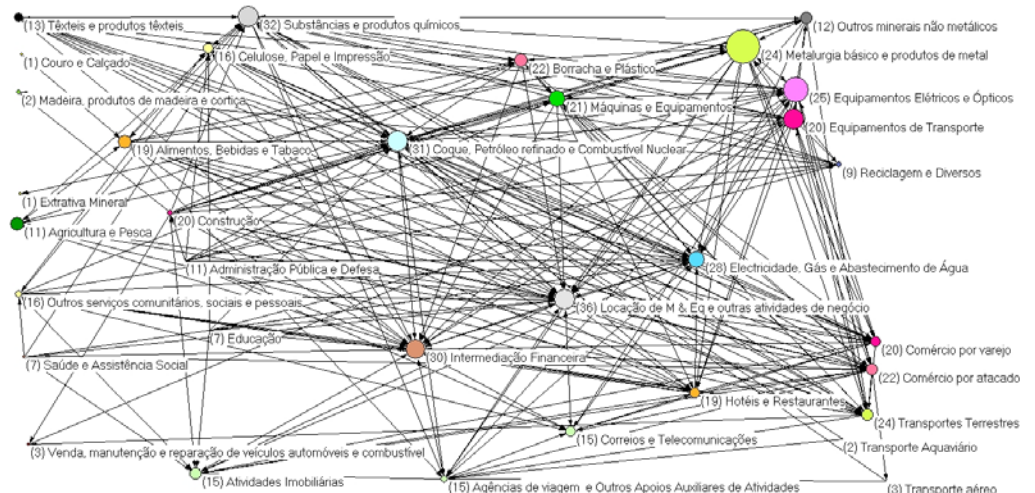 (13) Têxteis e produtos têxteis
(32) Substâncias e produtos químicos
(12) Outros minerais não metálicos
(16) Celulose, Papel e Impressão
(24) Metalurgia básico e produtos de metal
(1) Couro e Calçado
(22) Borracha e Plástico
(2) Madeira, produtos de madeira e cortiça
(21) Máquinas e Equipamentos
(25) Equipamentos Elétricos e Ópticos
(20) Equipamentos de Transporte
(19) Alimentos, Bebidas e Tabaco
(31) Coque, Petróleo refinado e Combustível Nuclear
(9) Reciclagem e Diversos
(1) Extrativa Mineral
(20) Construção
(11) Agricultura e Pesca
(11) Administração Pública e Defesa
(28) Electricidade, Gás e Abastecimento de Água
(16) Outros serviços comunitários, sociais e pessoais
(36) Locação de M & Eq e outras atividades de negócio
(7) Educação
(20) Comércio por varejo
(30) Intermediação Financeira
(7) Saúde e Assistência Social
(22) Comércio por atacado
(19) Hotéis e Restaurantes
(24) Transportes Terrestres
(15) Correios e Telecomunicações
(2) Transporte Aquaviário
(3) Venda, manutenção e reparação de veículos automóveis e combustível
(15) Atividades Imobiliárias
(15) Agências de viagem e Outros Apoios Auxiliares de Atividades
(3) Transporte aéreo